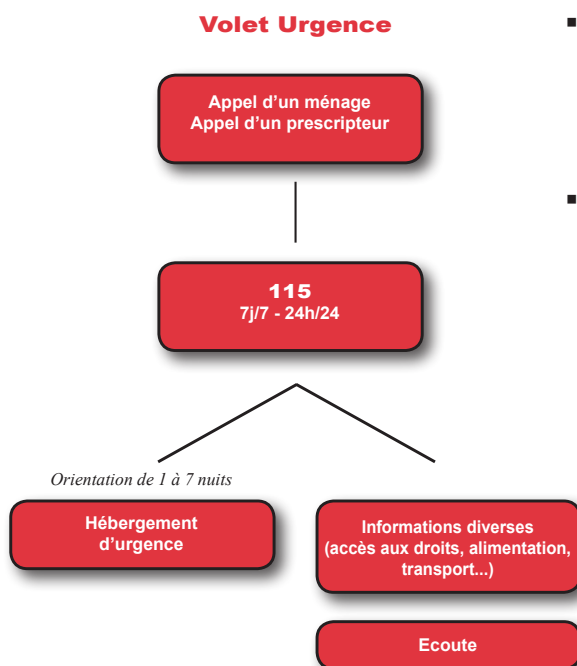 Volet Urgence
Appel d’un ménage
Appel d’un prescripteur
115
7j/7 - 24h/24
Orientation de 1 à 7 nuits
Hébergement
d’urgence
Informations diverses
(accès aux droits, alimentation,
transport...)
Ecoute